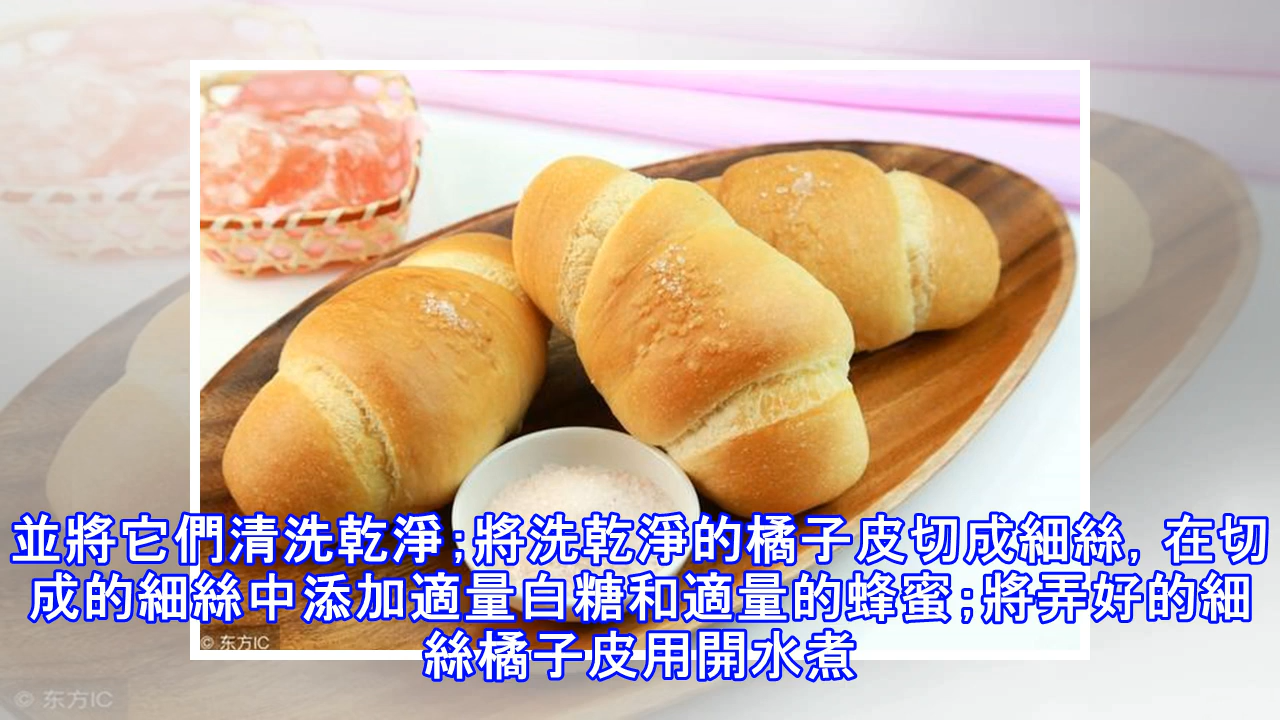 並將它們清洗乾淨;將洗乾淨的橘子皮切成細絲, 在切
成的細絲中添加適量白糖和適量的蜂蜜;將弄好的細
絲橘子皮用開水煮
© 东方IC
© 东方IC